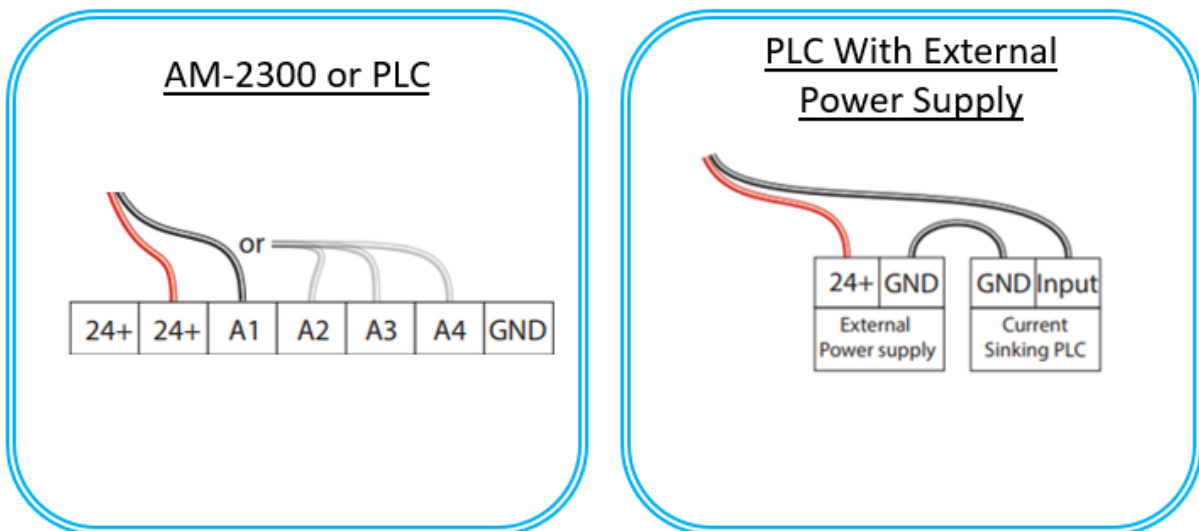 AM-2300 or PLC
or
24+ 24+ A1 A2 A3 A4 GND
PLC With External
Power Supply
24+ GND
External
Power supply
GND Input
Current
Sinking PLC